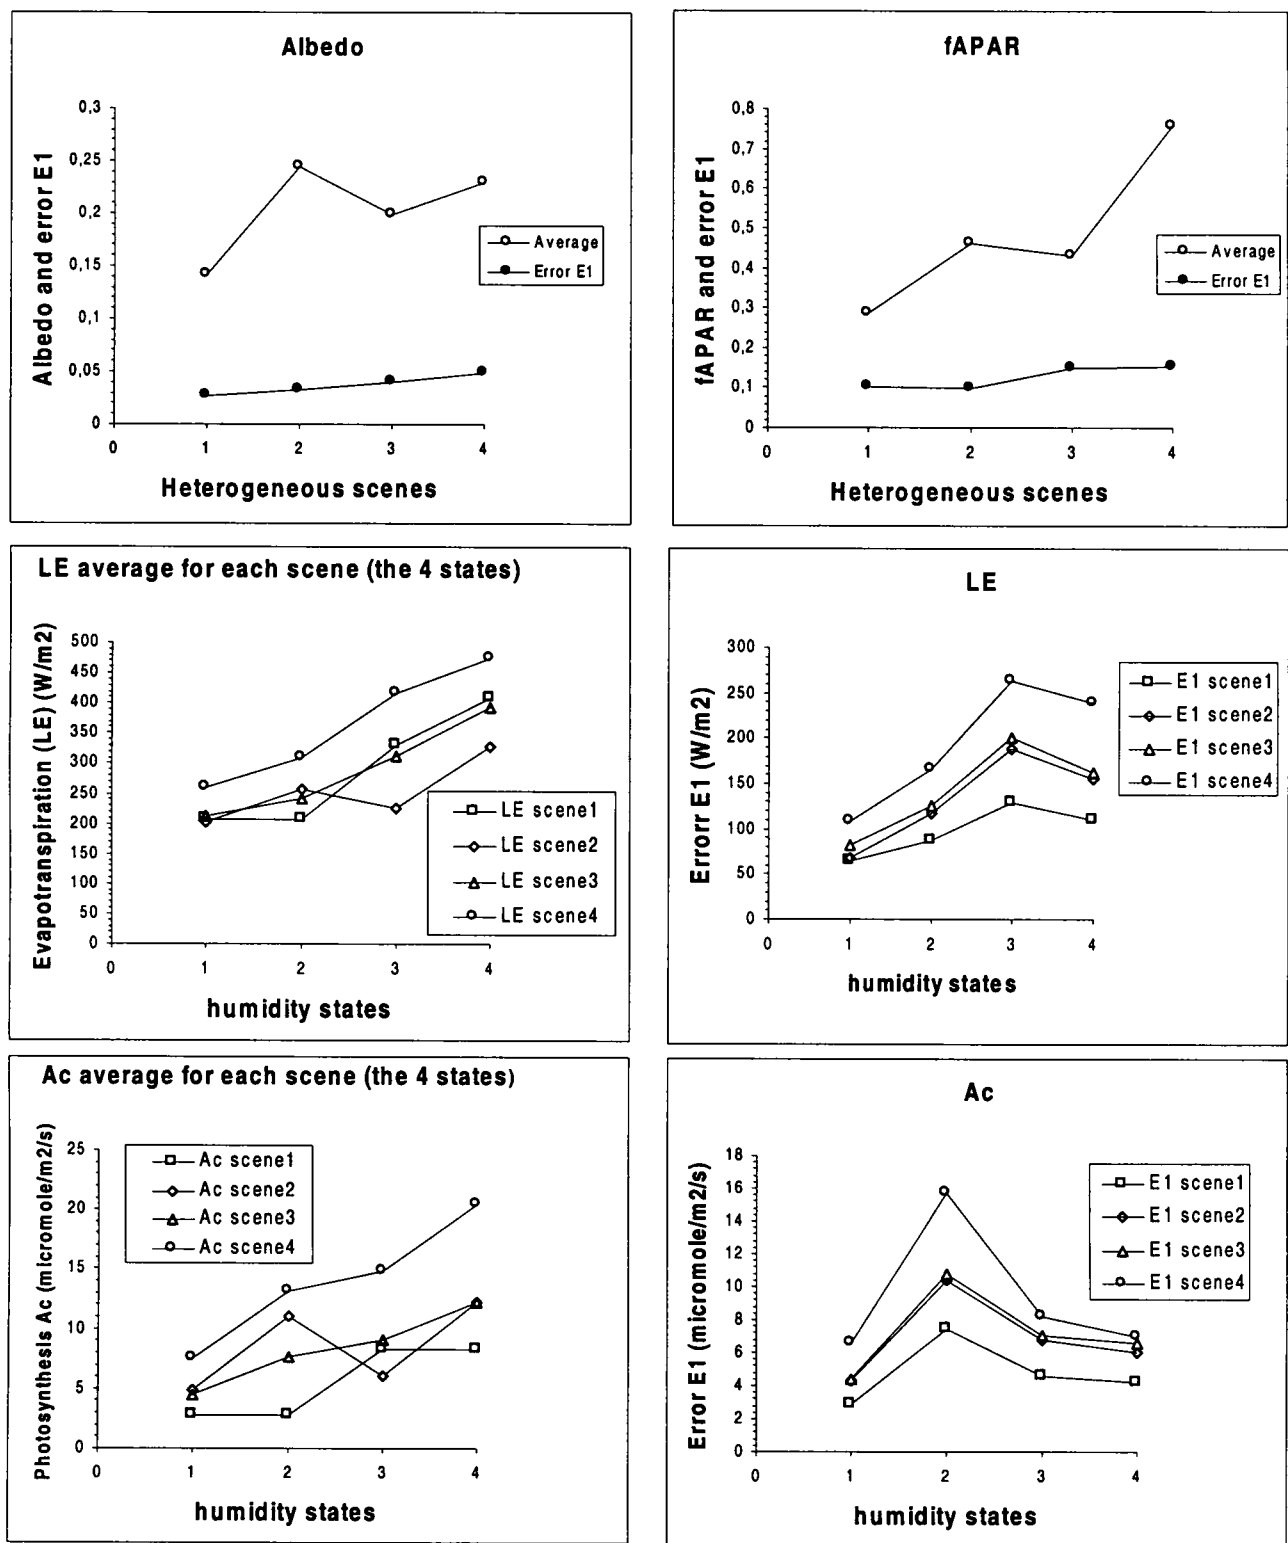 Albedo
Albedo and error E1
0,3
0,25
0,2
0,15
0,1
0,05
0
0
1
2
3
4
Heterogeneous scenes
Average
Error E1
fAPAR
fAPAR and error E1
0,8
0,7
0,6
0,5
0,4
0,3
0,2
0,1
0
0
1
2
3
4
Heterogeneous scenes
Average
Error E1
LE average for each scene (the 4 states)
Evapotranspiration (LE) (W/m2)
500
450
400
350
300
250
200
150
100
50
0
0
1
2
3
4
humidity states
LE scene1
LE scene2
LE scene3
LE scene4
LE
Errorr E1 (W/m2)
300
250
200
150
100
50
0
0
1
2
3
4
humidity states
E1 scene1
E1 scene2
E1 scene3
E1 scene4
Ac average for each scene (the 4 states)
Photosynthesis Ac (micromole/m2/s)
25
20
15
10
5
0
0
1
2
3
4
humidity states
Ac scene1
Ac scene2
Ac scene3
Ac scene4
Ac
Error E1 (micromole/m2/s)
18
16
14
12
10
8
6
4
2
0
0
1
2
3
4
humidity states
E1 scene1
E1 scene2
E1 scene3
E1 scene4